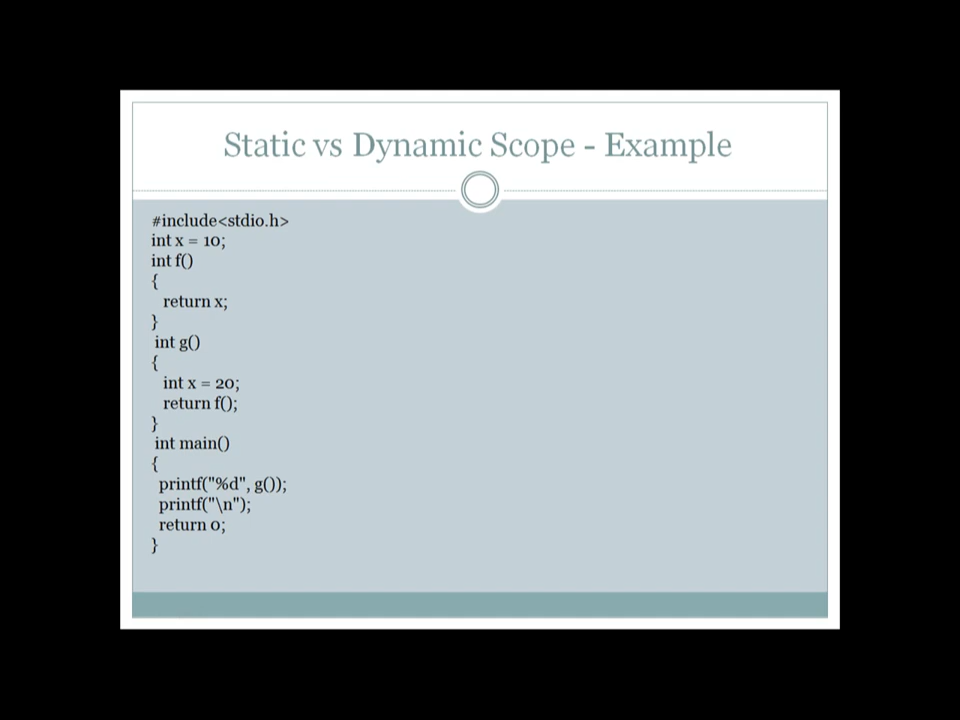 Static vs Dynamic Scope - Example
#include<stdio.h>
int x = 10;
int f()
{
return x;
}
int g()
{
int x = 20;
return f();
}
int main()
{
printf("%d", g());
printf("\n");
return 0;
}